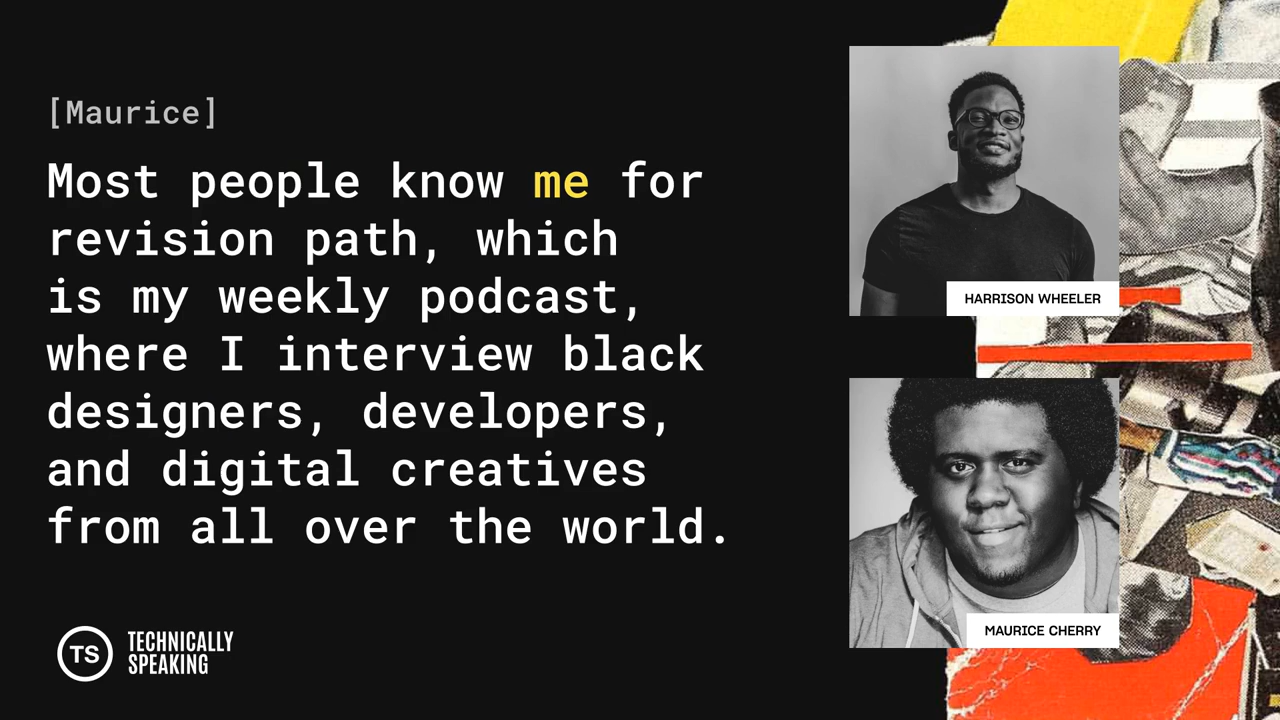 [Maurice]
Most people know me for
revision path, which
is my weekly podcast,
where I interview black
designers, developers,
and digital creatives
from all over the world.
HARRISON WHEELER
MAURICE CHERRY
TS
TECHNICALLY
SPEAKING